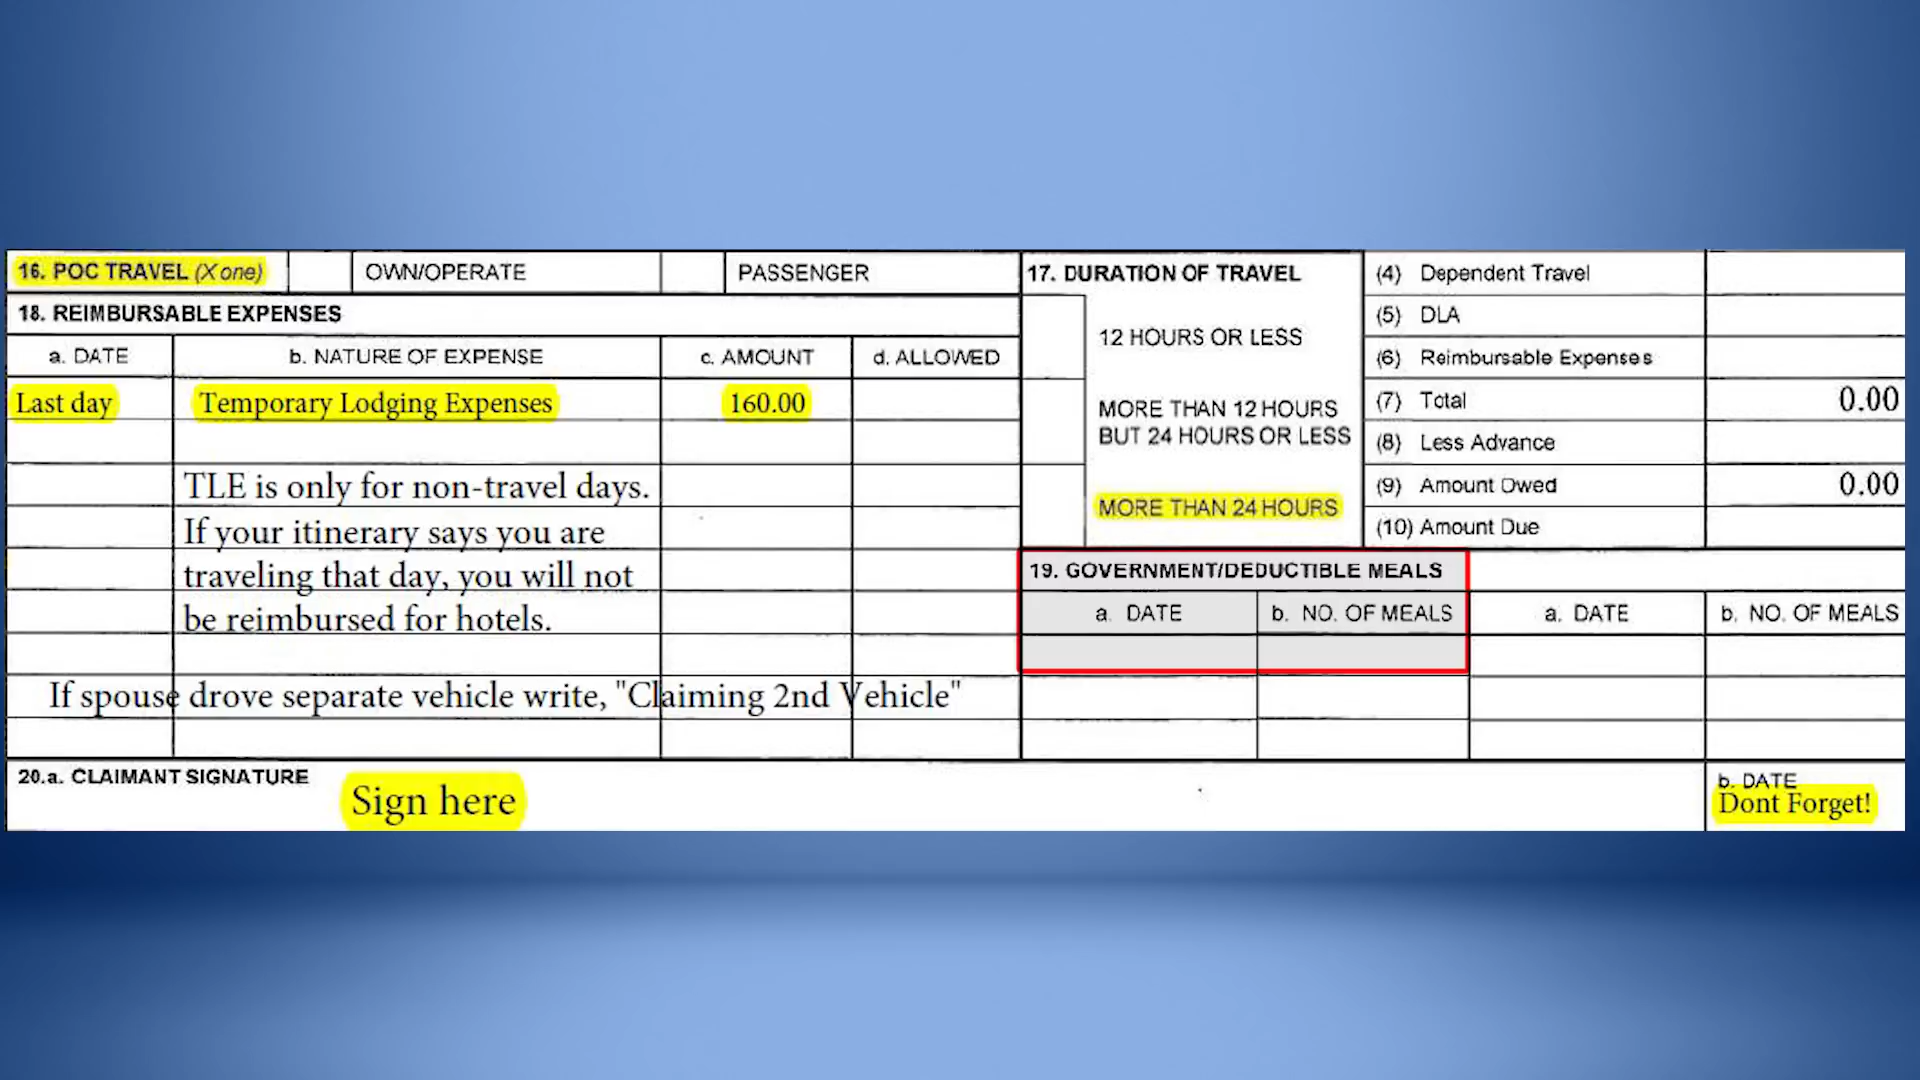 16. POC TRAVEL (X one) OWN/OPERATE PASSENGER
18. REIMBURSABLE EXPENSES
a. DATE b. NATURE OF EXPENSE c. AMOUNT d. ALLOWED
Last day Temporary Lodging Expenses 160.00
TLE is only for non-travel days.
If your itinerary says you are
traveling that day, you will not
be reimbursed for hotels.
If spouse drove separate vehicle write, "Claiming 2nd Vehicle"
17. DURATION OF TRAVEL
12 HOURS OR LESS
MORE THAN 12 HOURS
BUT 24 HOURS OR LESS
MORE THAN 24 HOURS
(4) Dependent Travel
(5) DLA
(6) Reimbursable Expenses
(7) Total 0.00
(8) Less Advance
(9) Amount Owed 0.00
(10) Amount Due
19. GOVERNMENT/DEDUCTIBLE MEALS
a. DATE b. NO. OF MEALS a. DATE b. NO. OF MEALS
20.a. CLAIMANT SIGNATURE
Sign here
b. DATE
Dont Forget!